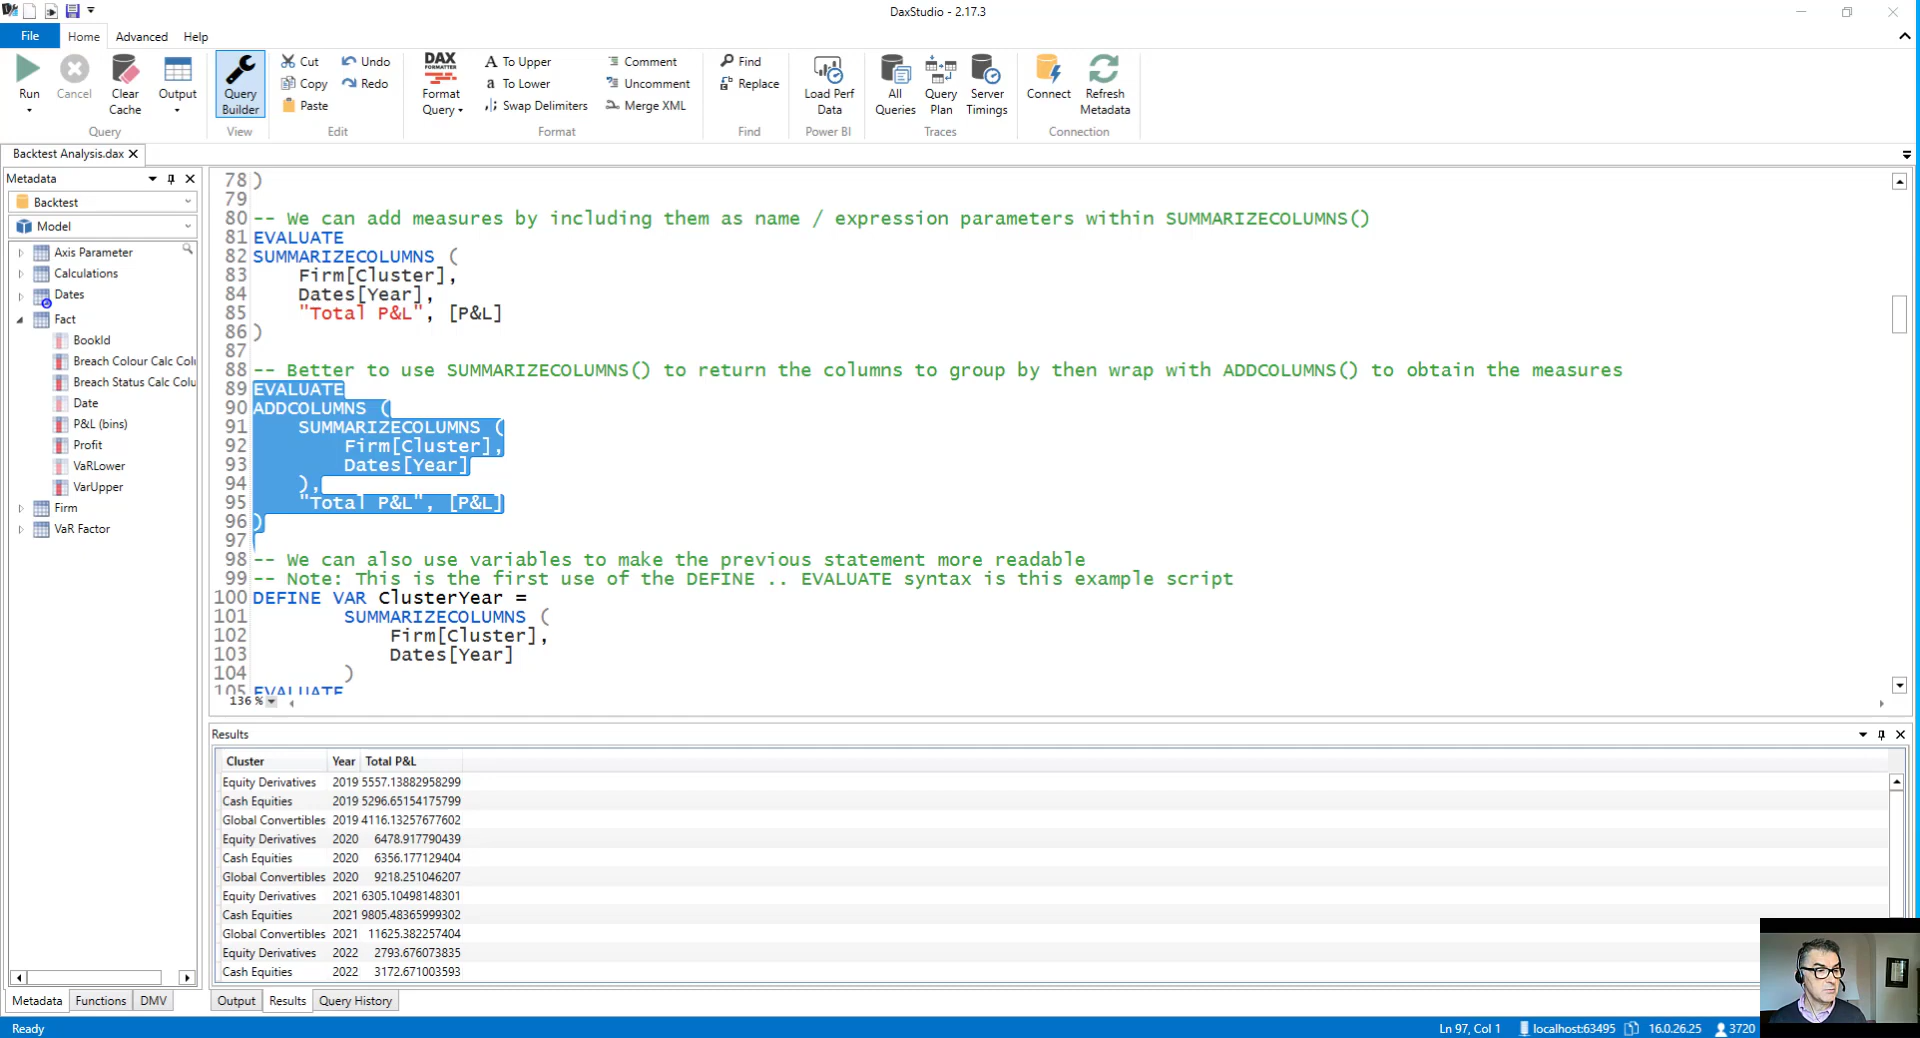 DaxStudio - 2.17.3
File Home Advanced Help
Run Cancel Clear Cache Output
Query
Query Builder
View
Cut Undo
Copy Redo
Paste
Edit
DAX FORMATTER
Format Query
To Upper Comment
To Lower Uncomment
Swap Delimiters Merge XML
Format
Find
Replace
Find
Load Perf Data
Power BI
All Queries Query Plan Server Timings
Traces
Connect Refresh Metadata
Connection
Backtest Analysis.dax
Metadata
Backtest
Model
Axis Parameter
Calculations
Dates
Fact
BookId
Breach Colour Calc Col
Breach Status Calc Colu
Date
P&L (bins)
Profit
VaRLower
VarUpper
Firm
VaR Factor
Metadata Functions DMV
78 )
79
80 -- We can add measures by including them as name / expression parameters within SUMMARIZECOLUMNS()
81 EVALUATE
82 SUMMARIZECOLUMNS (
83 Firm[Cluster],
84 Dates[Year],
85 "Total P&L", [P&L]
86 )
87
88 -- Better to use SUMMARIZECOLUMNS() to return the columns to group by then wrap with ADDCOLUMNS() to obtain the measures
89 EVALUATE
90 ADDCOLUMNS (
91 SUMMARIZECOLUMNS (
92 Firm[Cluster],
93 Dates[Year]
94 ),
95 "Total P&L", [P&L]
96 )
97
98 -- We can also use variables to make the previous statement more readable
99 -- Note: This is the first use of the DEFINE .. EVALUATE syntax is this example script
100 DEFINE VAR ClusterYear =
101 SUMMARIZECOLUMNS (
102 Firm[Cluster],
103 Dates[Year]
104 )
105 EVALUATE
136 %
Results
Cluster Year Total P&L
Equity Derivatives 2019 5557.13882958299
Cash Equities 2019 5296.65154175799
Global Convertibles 2019 4116.13257677602
Equity Derivatives 2020 6478.917790439
Cash Equities 2020 6356.177129404
Global Convertibles 2020 9218.251046207
Equity Derivatives 2021 6305.10498148301
Cash Equities 2021 9805.48365999302
Global Convertibles 2021 11625.382257404
Equity Derivatives 2022 2793.676073835
Cash Equities 2022 3172.671003593
Output Results Query History
Ready
Ln 97, Col 1 localhost:63495 16.0.26.25 3720